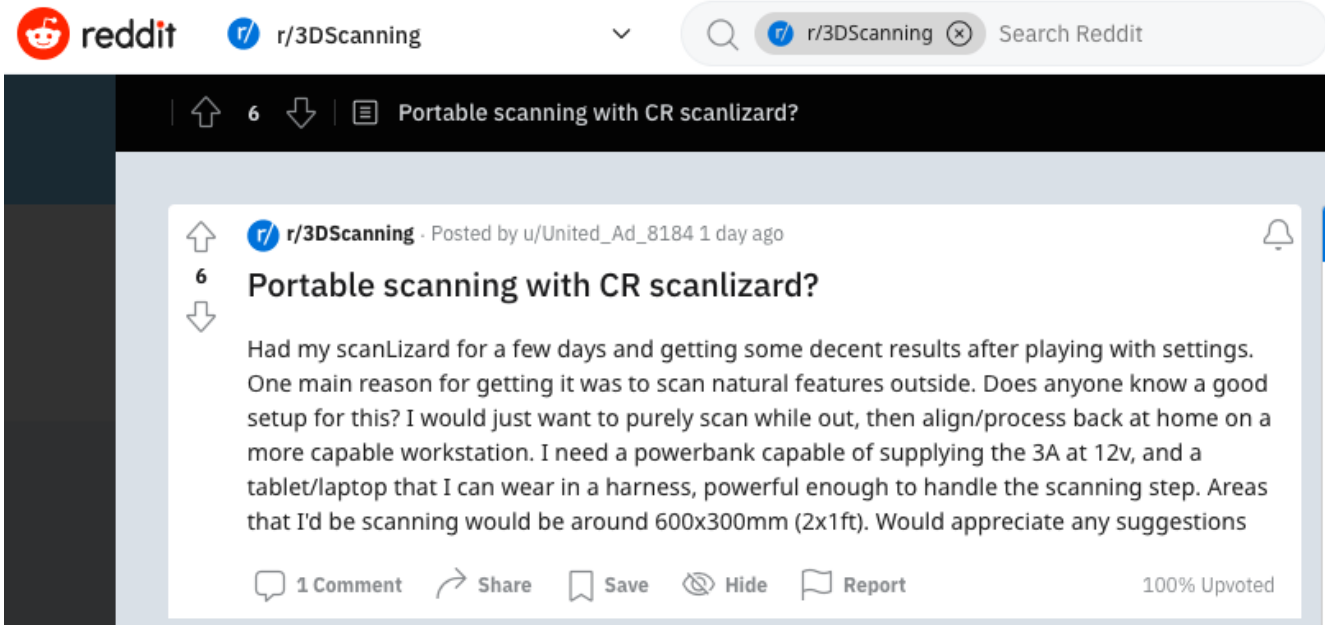 reddit r/3DScanning r/3DScanning Search Reddit
6 Portable scanning with CR scanlizard?
r/ r/3DScanning · Posted by u/United_Ad_8184 1 day ago
6
Portable scanning with CR scanlizard?
Had my scanLizard for a few days and getting some decent results after playing with settings.
One main reason for getting it was to scan natural features outside. Does anyone know a good
setup for this? I would just want to purely scan while out, then align/process back at home on a
more capable workstation. I need a powerbank capable of supplying the 3A at 12v, and a
tablet/laptop that I can wear in a harness, powerful enough to handle the scanning step. Areas
that I'd be scanning would be around 600x300mm (2x1ft). Would appreciate any suggestions
1 Comment Share Save Hide Report 100% Upvoted